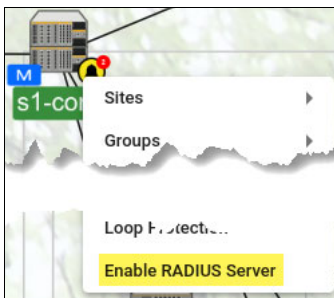 2
M
s1-co
Sites
Groups
Loop
Enable RADIUS Server